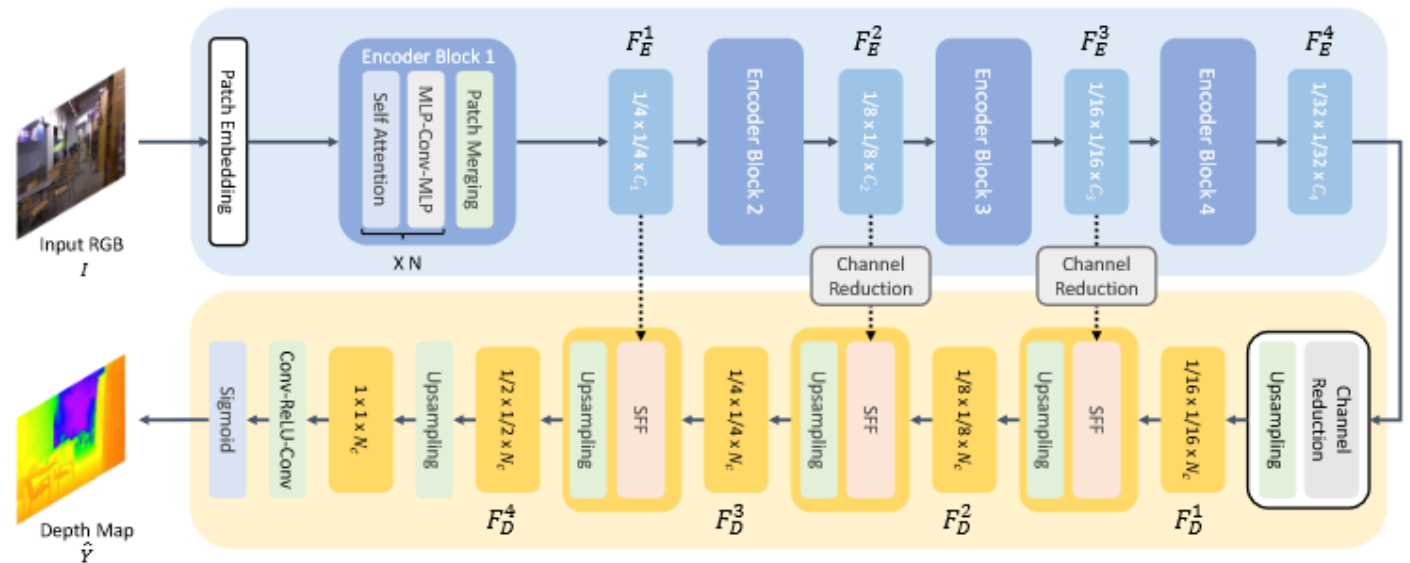 Input RGB
I
Patch Embedding
Encoder Block 1
Self Attention
MLP-Conv-MLP
Patch Merging
X N
F_E^1
1/4 x 1/4 x C_1
Encoder Block 2
F_E^2
1/8 x 1/8 x C_2
Encoder Block 3
F_E^3
1/16 x 1/16 x C_3
Encoder Block 4
F_E^4
1/32 x 1/32 x C_4
Channel
Reduction
Channel
Reduction
Channel
Reduction
Upsampling
1/16 x 1/16 x N_c
F_D^1
SFF
Upsampling
1/8 x 1/8 x N_c
F_D^2
SFF
Upsampling
1/4 x 1/4 x N_c
F_D^3
SFF
Upsampling
1/2 x 1/2 x N_c
F_D^4
Upsampling
1 x 1 x N_c
Conv-ReLU-Conv
Sigmoid
Depth Map
Ŷ